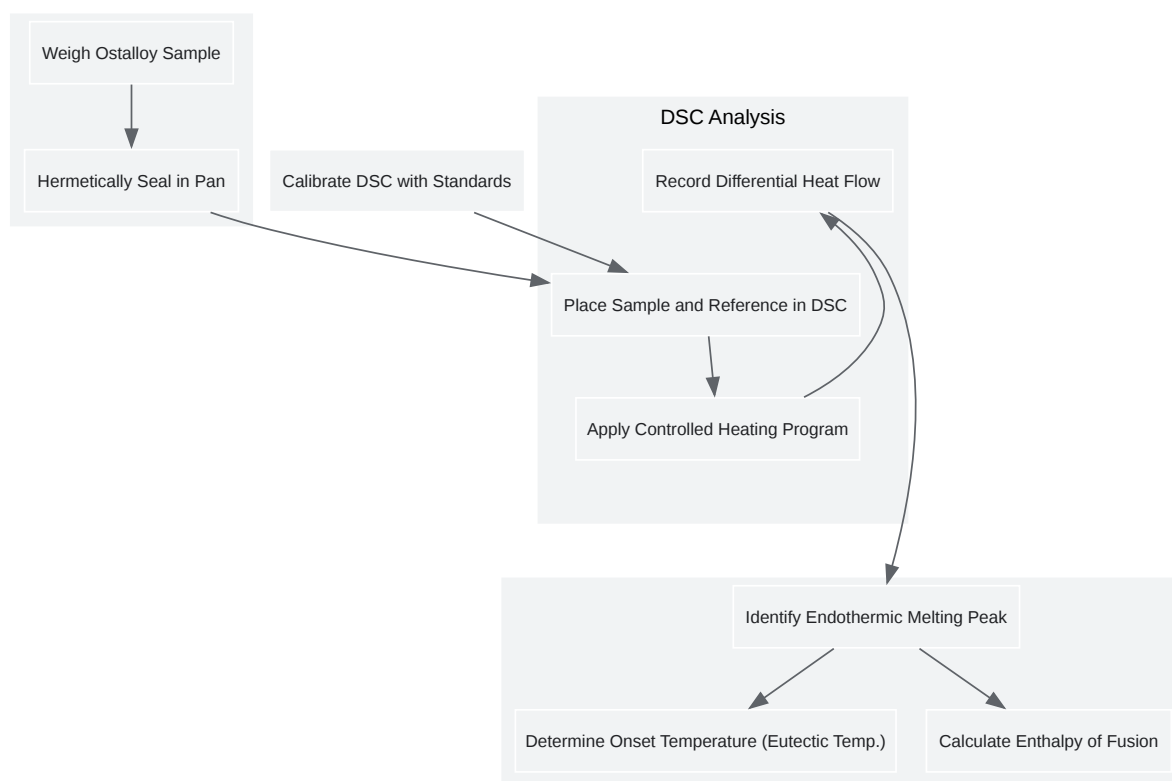 Weigh Ostalloy Sample
Hermetically Seal in Pan
Calibrate DSC with Standards
DSC Analysis
Record Differential Heat Flow
Place Sample and Reference in DSC
Apply Controlled Heating Program
Identify Endothermic Melting Peak
Determine Onset Temperature (Eutectic Temp.)
Calculate Enthalpy of Fusion